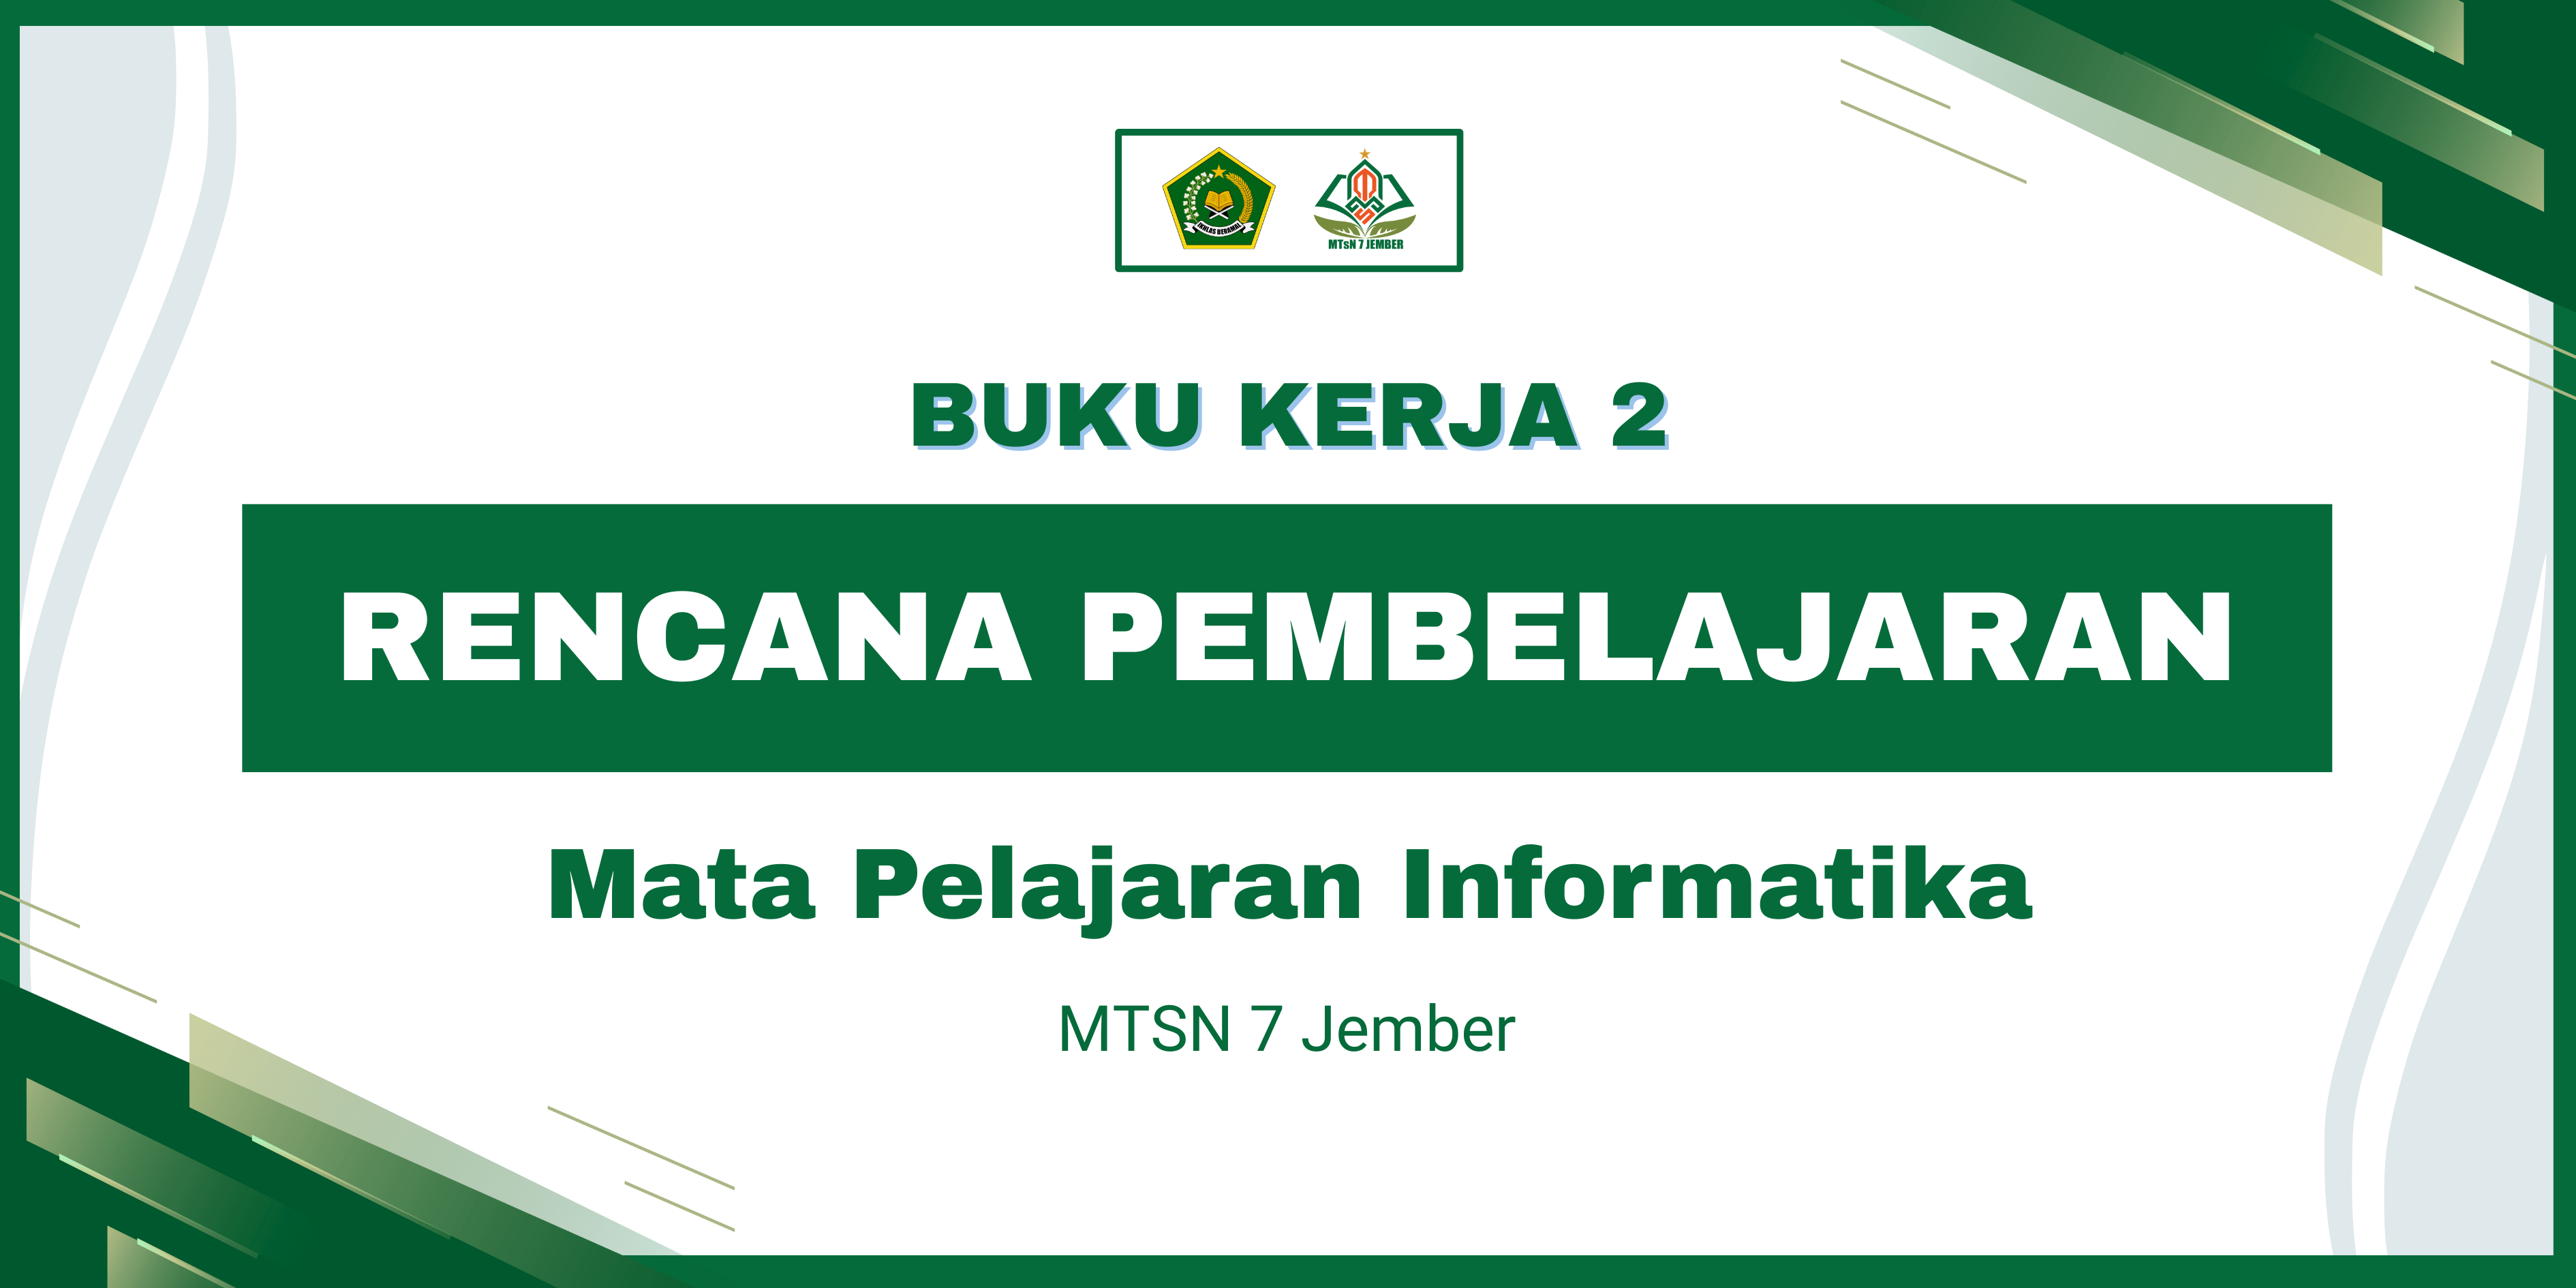 IKHLAS BERAMAL
MTsN 7 JEMBER
BUKU KERJA 2
RENCANA PEMBELAJARAN
Mata Pelajaran Informatika
MTSN 7 Jember